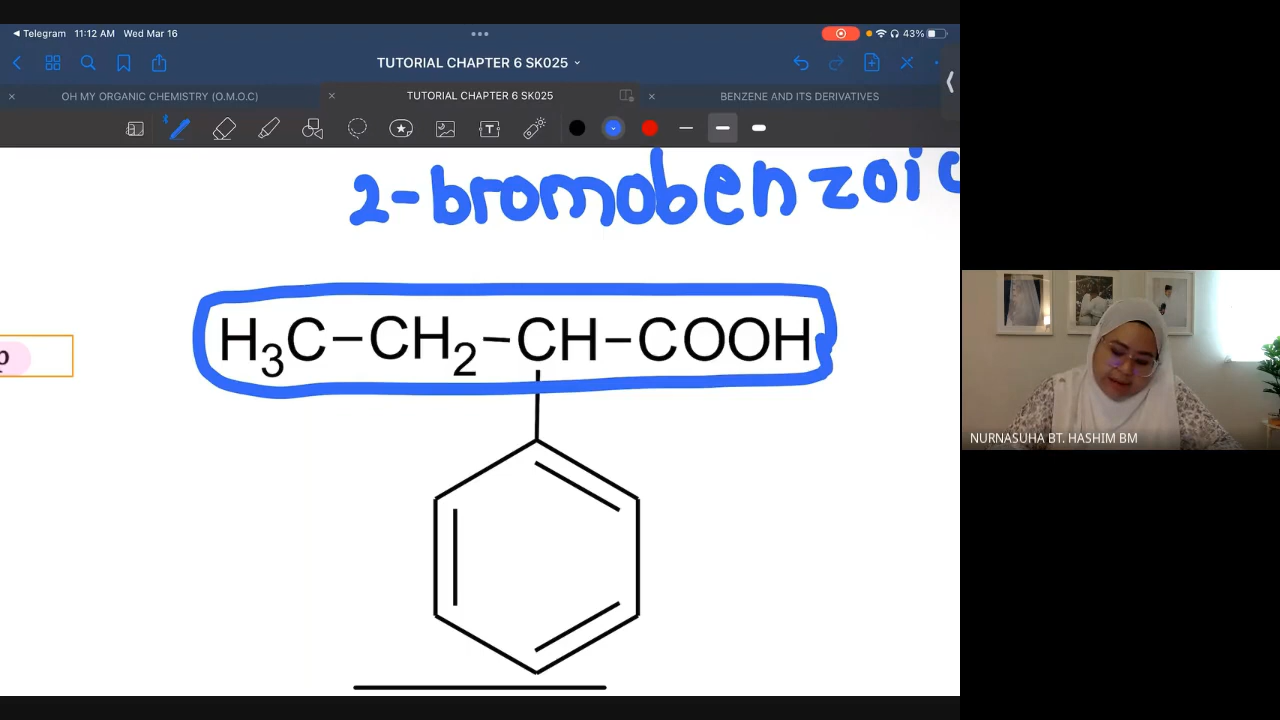 Telegram 11:12 AM Wed Mar 16 43%
TUTORIAL CHAPTER 6 SK025
OH MY ORGANIC CHEMISTRY (O.M.O.C) TUTORIAL CHAPTER 6 SK025 BENZENE AND ITS DERIVATIVES
2-bromobenzoic
H₃C-CH₂-CH-COOH
p
NURNASUHA BT. HASHIM BM